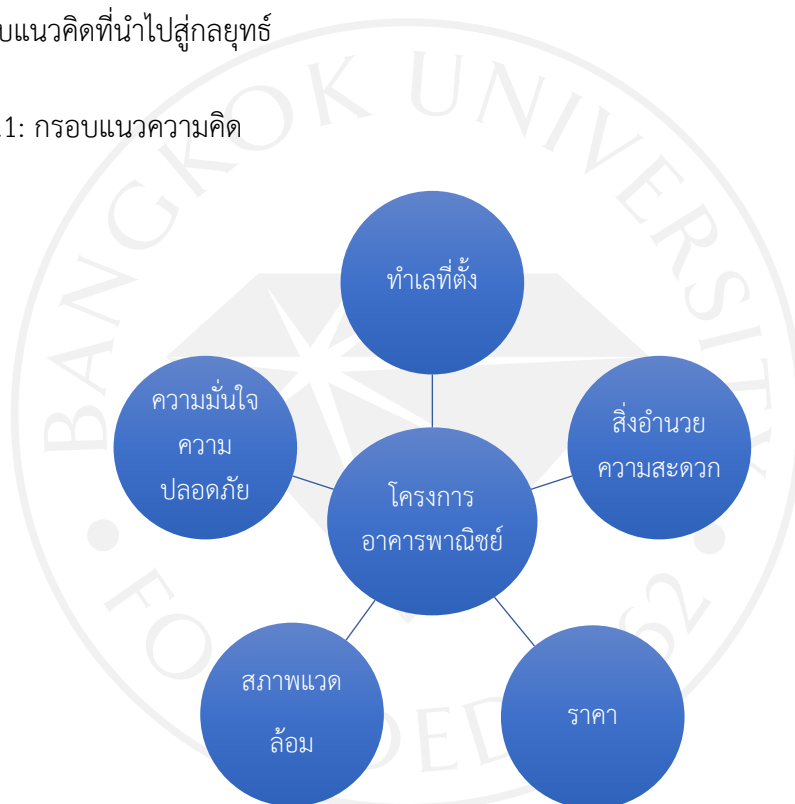 บแนวคิดที่นำไปสู่กลยุทธ์
.1: กรอบแนวความคิด
BANGKOK UNIVERSITY
ทำเลที่ตั้ง
ความมั่นใจ
ความ
ปลอดภัย
สิ่งอำนวย
ความสะดวก
โครงการ
อาคารพาณิชย์
สภาพแวด
ล้อม
ราคา